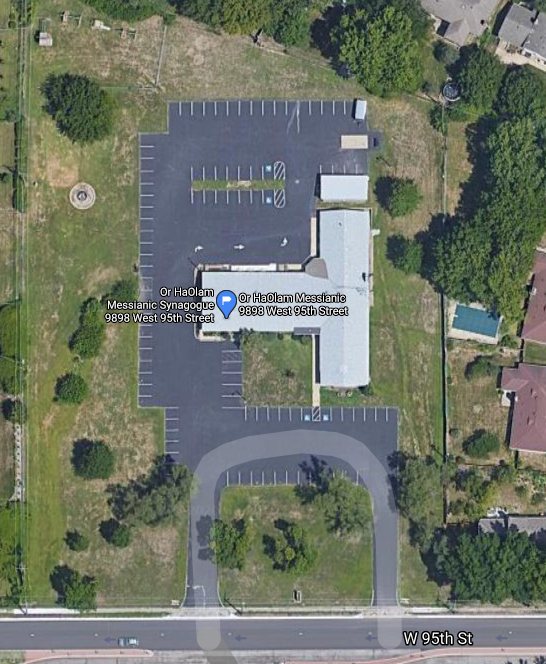 Or HaOlam
Messianic Synagogue
9898 West 95th Street
Or HaOlam Messianic
9898 West 95th Street
W 95th St